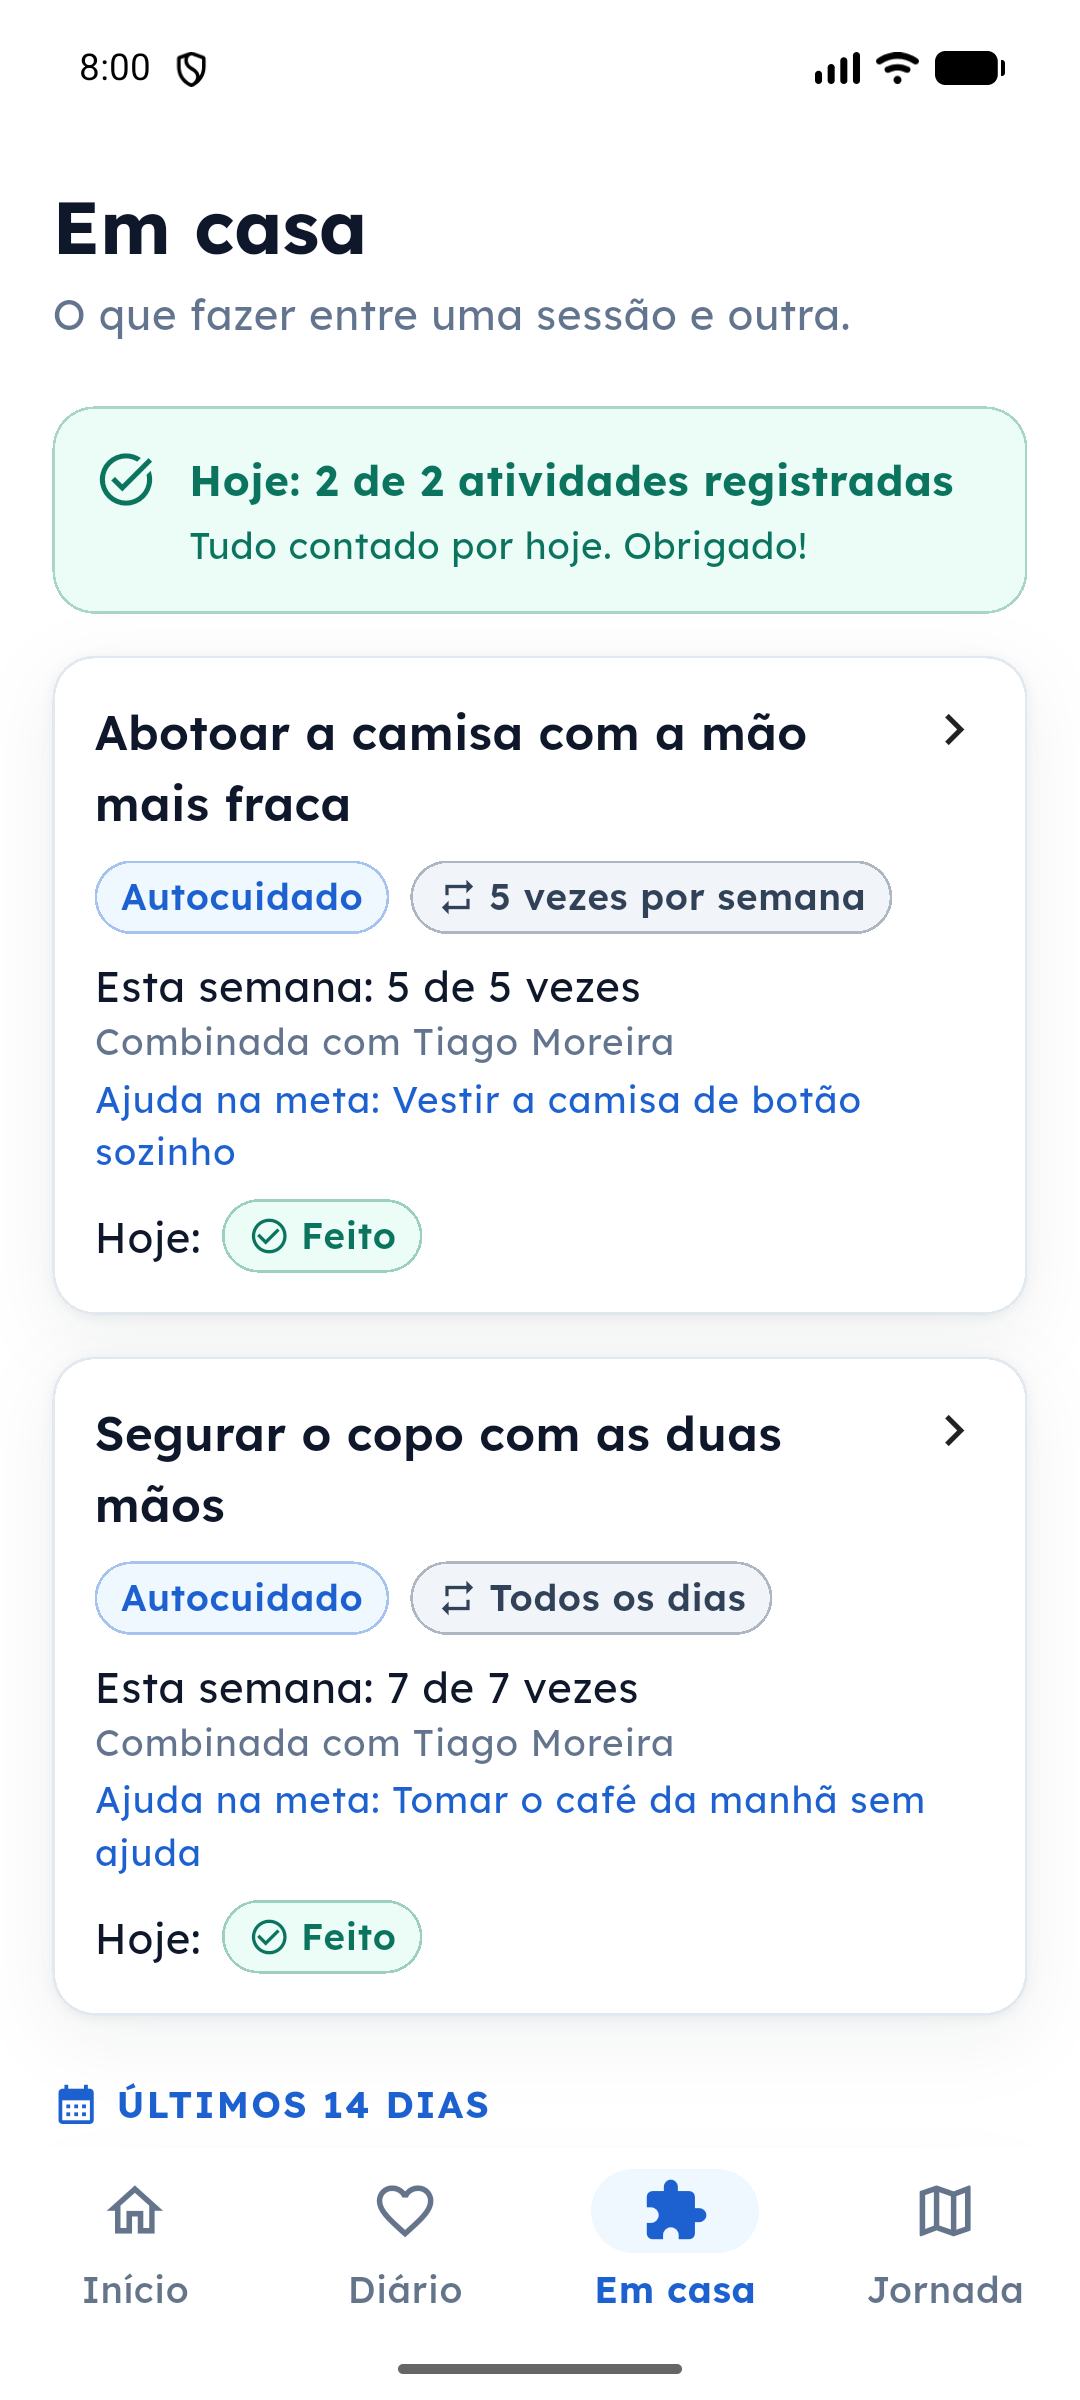 8:00
Em casa
O que fazer entre uma sessão e outra.
Hoje: 2 de 2 atividades registradas
Tudo contado por hoje. Obrigado!
Abotoar a camisa com a mão
mais fraca
Autocuidado
5 vezes por semana
Esta semana: 5 de 5 vezes
Combinada com Tiago Moreira
Ajuda na meta: Vestir a camisa de botão
sozinho
Hoje:
Feito
Segurar o copo com as duas
mãos
Autocuidado
Todos os dias
Esta semana: 7 de 7 vezes
Combinada com Tiago Moreira
Ajuda na meta: Tomar o café da manhã sem
ajuda
Hoje:
Feito
ÚLTIMOS 14 DIAS
Início
Diário
Em casa
Jornada